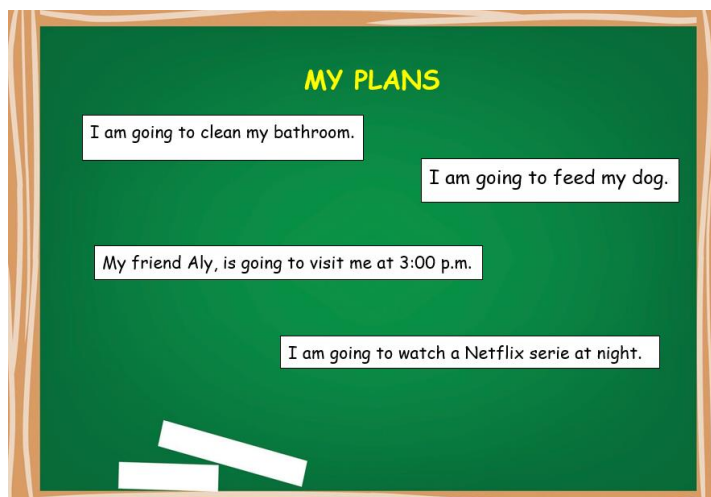 MY PLANS
I am going to clean my bathroom.
I am going to feed my dog.
My friend Aly, is going to visit me at 3:00 p.m.
I am going to watch a Netflix serie at night.